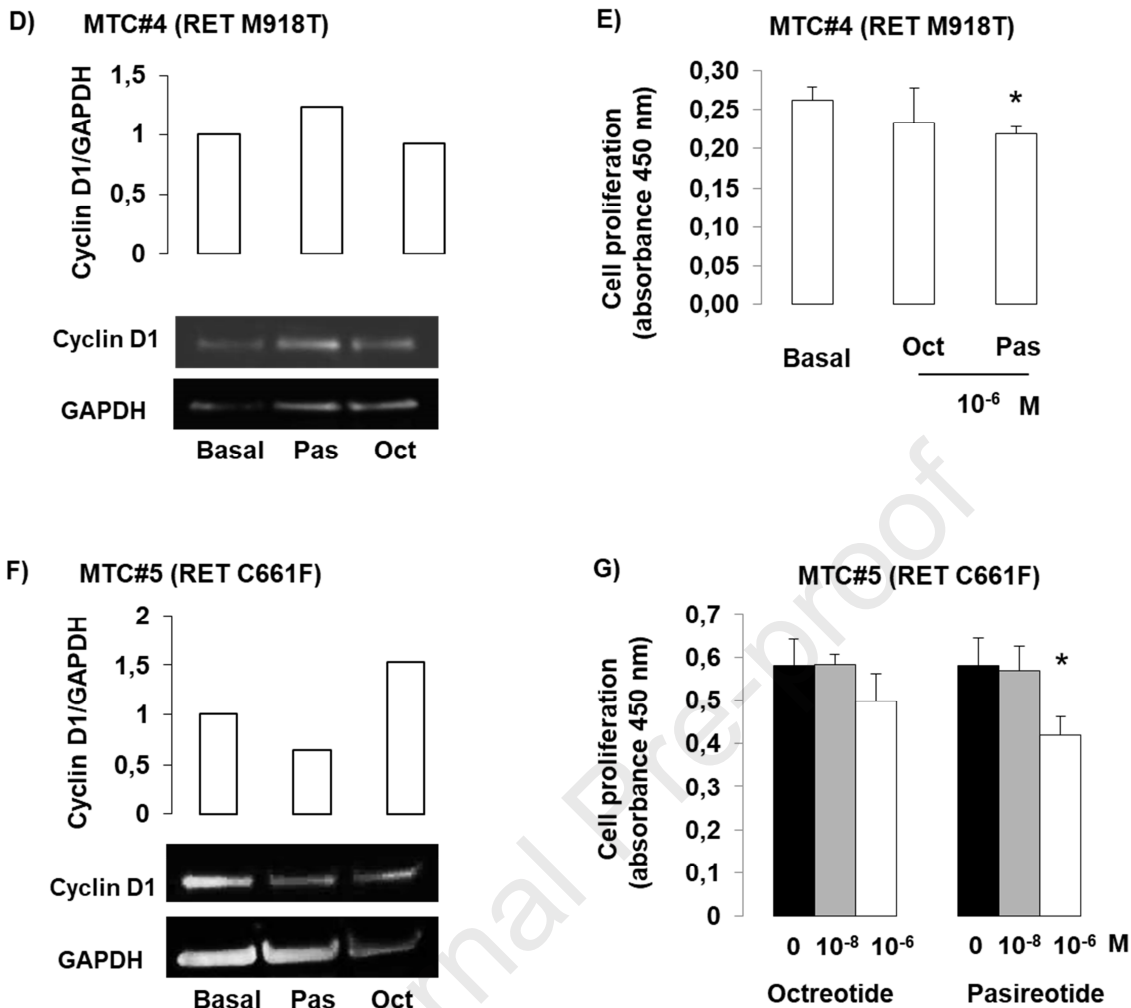 D) MTC#4 (RET M918T)
Cyclin D1/GAPDH
1,5
1
0,5
0
Cyclin D1
GAPDH
Basal Pas Oct
E) MTC#4 (RET M918T)
Cell proliferation
(absorbance 450 nm)
0,30
0,25
0,20
0,15
0,10
0,05
0,00
*
Basal Oct Pas
10⁻⁶ M
F) MTC#5 (RET C661F)
Cyclin D1/GAPDH
2
1,5
1
0,5
0
Cyclin D1
GAPDH
Basal Pas Oct
G) MTC#5 (RET C661F)
Cell proliferation
(absorbance 450 nm)
0,7
0,6
0,5
0,4
0,3
0,2
0,1
0
*
0 10⁻⁸ 10⁻⁶ 0 10⁻⁸ 10⁻⁶ M
Octreotide Pasireotide
rnal Pre-proof